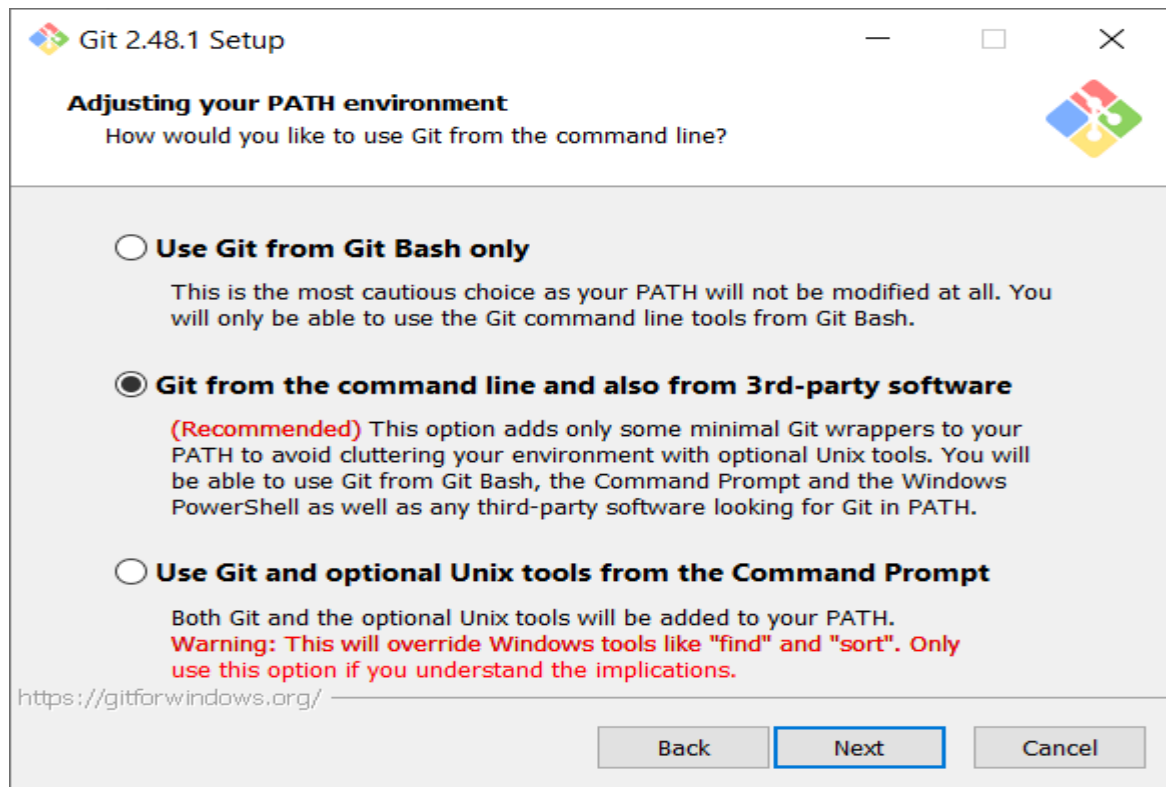 Git 2.48.1 Setup
Adjusting your PATH environment
How would you like to use Git from the command line?
Use Git from Git Bash only
This is the most cautious choice as your PATH will not be modified at all. You
will only be able to use the Git command line tools from Git Bash.
Git from the command line and also from 3rd-party software
(Recommended) This option adds only some minimal Git wrappers to your
PATH to avoid cluttering your environment with optional Unix tools. You will
be able to use Git from Git Bash, the Command Prompt and the Windows
PowerShell as well as any third-party software looking for Git in PATH.
Use Git and optional Unix tools from the Command Prompt
Both Git and the optional Unix tools will be added to your PATH.
Warning: This will override Windows tools like "find" and "sort". Only
use this option if you understand the implications.
https://gitforwindows.org/
Back Next Cancel